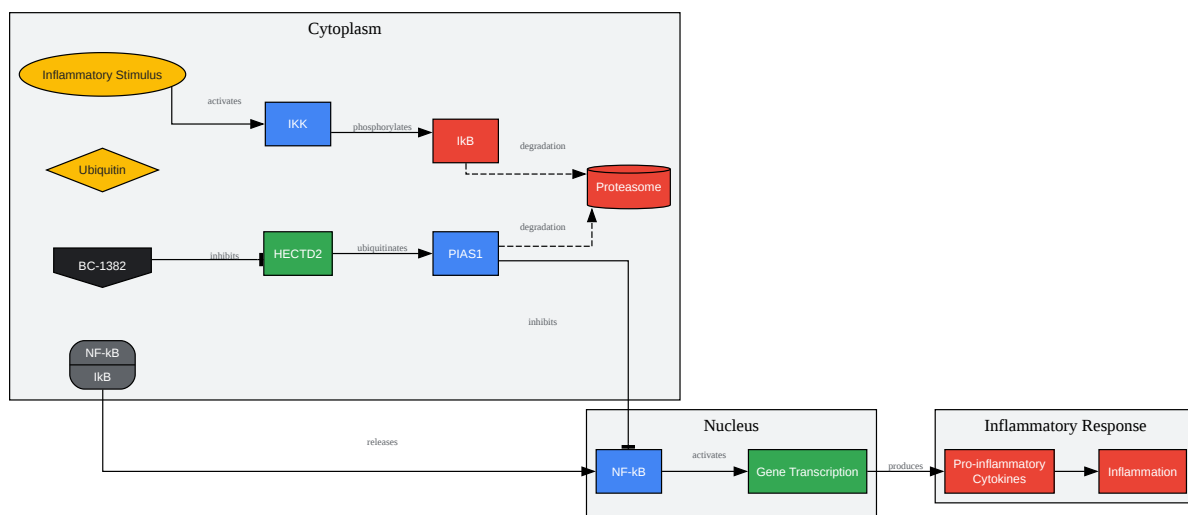 Cytoplasm
Inflammatory Stimulus
activates
IKK
phosphorylates
IkB
degradation
Proteasome
Ubiquitin
BC-1382
inhibits
HECTD2
ubiquitinates
PIAS1
degradation
inhibits
NF-kB
IkB
releases
Nucleus
NF-kB
activates
Gene Transcription
produces
Inflammatory Response
Pro-inflammatory
Cytokines
Inflammation